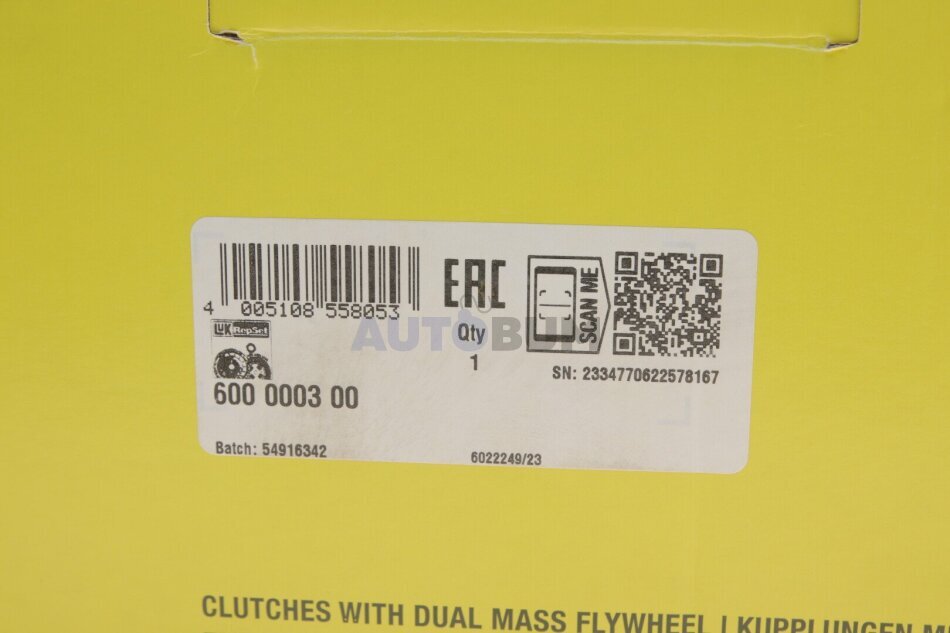 4 005108 558053
EAC
SCAN ME
LuK RepSet
Qty
1
SN: 2334770622578167
600 0003 00
Batch: 54916342
6022249/23
CLUTCHES WITH DUAL MASS FLYWHEEL | KUPPLUNGEN